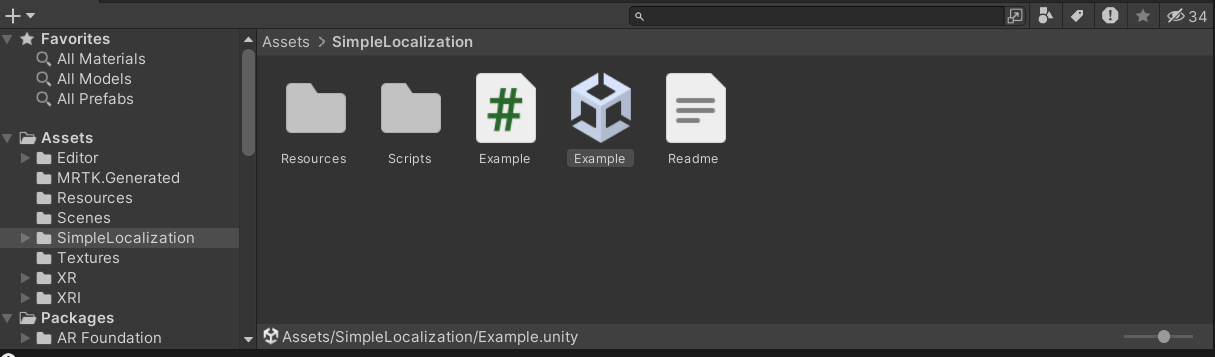 34
Favorites
All Materials
All Models
All Prefabs
Assets
Editor
MRTK.Generated
Resources
Scenes
SimpleLocalization
Textures
XR
XRI
Packages
AR Foundation
Assets > SimpleLocalization
Resources Scripts Example Example Readme
Assets/SimpleLocalization/Example.unity